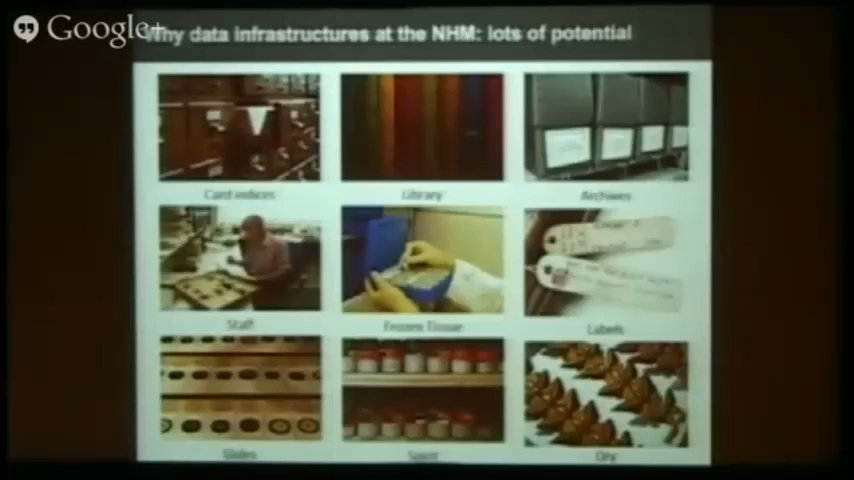 Google+
Why data infrastructures at the NHM: lots of potential
Card indices
Library
Archives
Staff
Frozen Tissue
Labels
Slides
Spirit
Dry